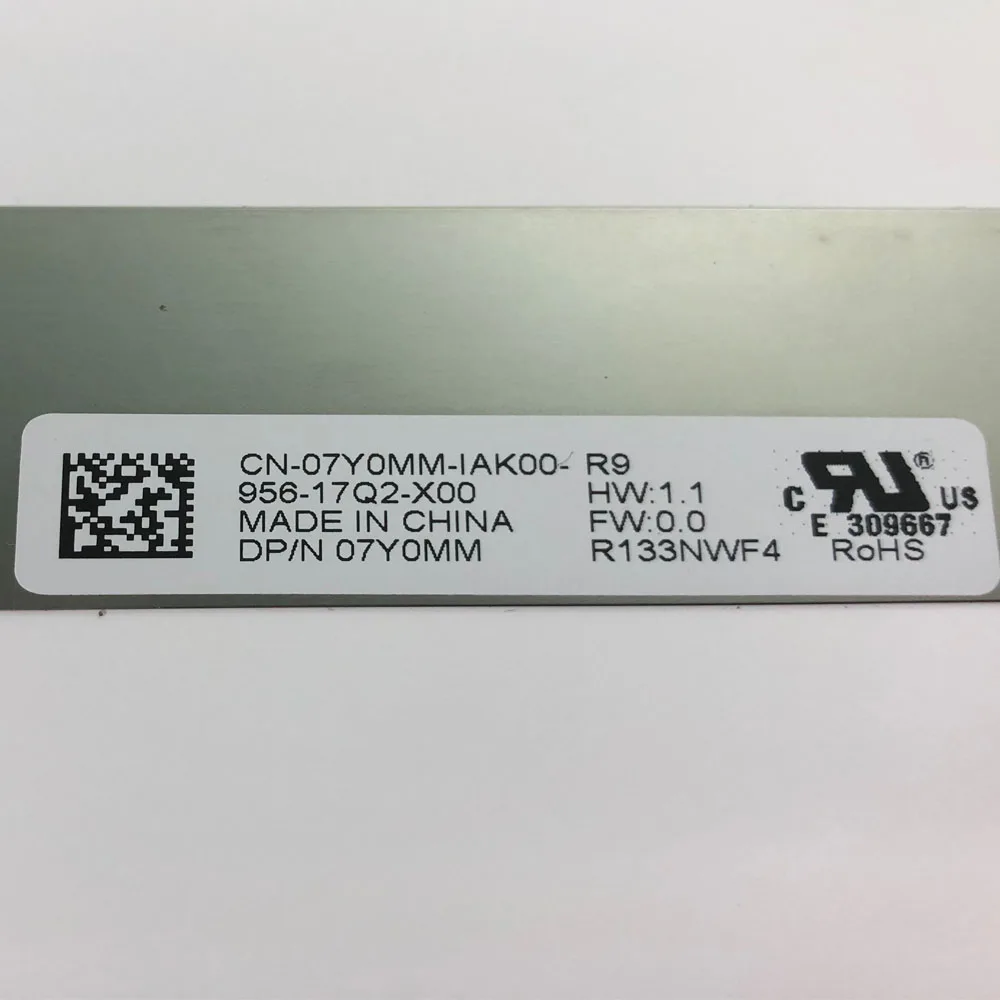 CN-07Y0MM-IAK00- R9
956-17Q2-X00 HW:1.1
MADE IN CHINA FW:0.0
DP/N 07Y0MM R133NWF4
C RU ® US
E 309667
RoHS